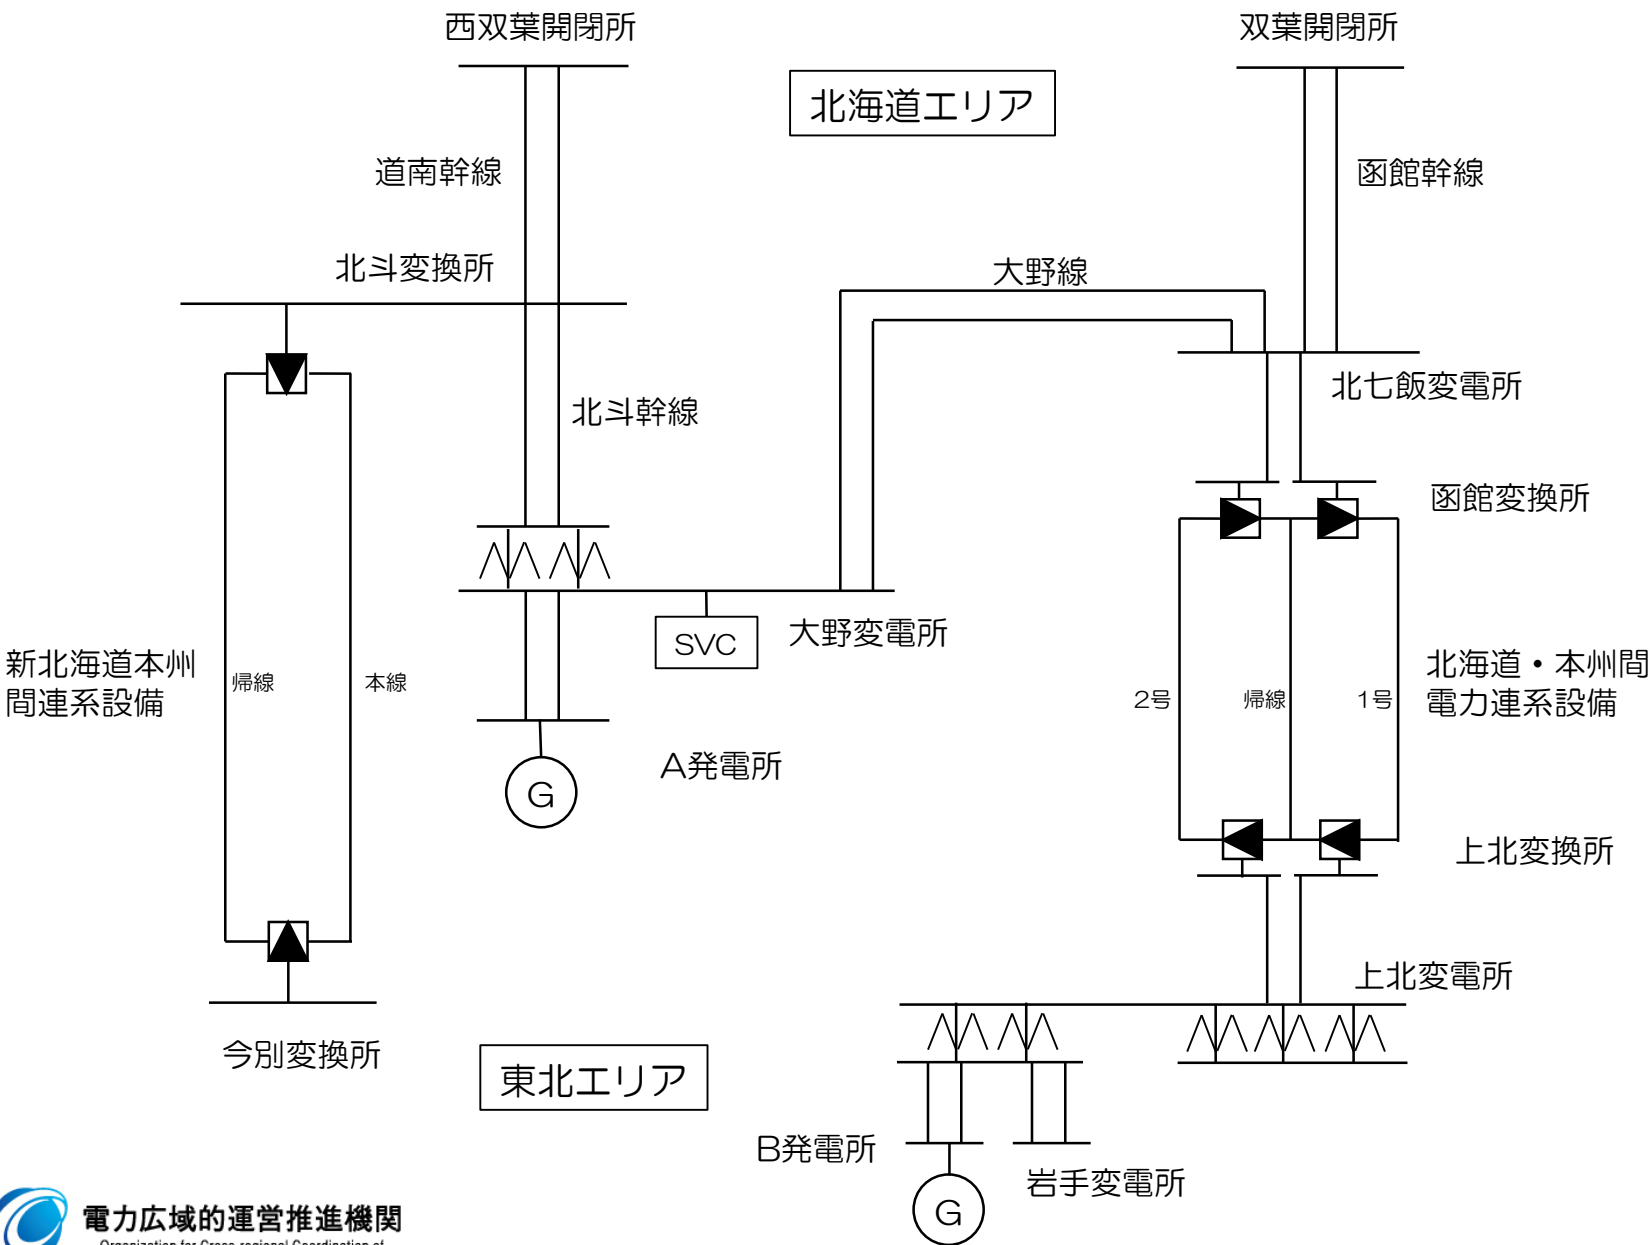 西双葉開閉所
双葉開閉所
北海道エリア
道南幹線
函館幹線
北斗変換所
大野線
北七飯変電所
北斗幹線
函館変換所
SVC
大野変電所
新北海道本州
間連系設備
帰線
本線
2号
帰線
1号
北海道・本州間
電力連系設備
A発電所
G
上北変換所
上北変電所
今別変換所
東北エリア
B発電所
岩手変電所
G
電力広域的運営推進機関
Organization for Cross-regional Coordination of